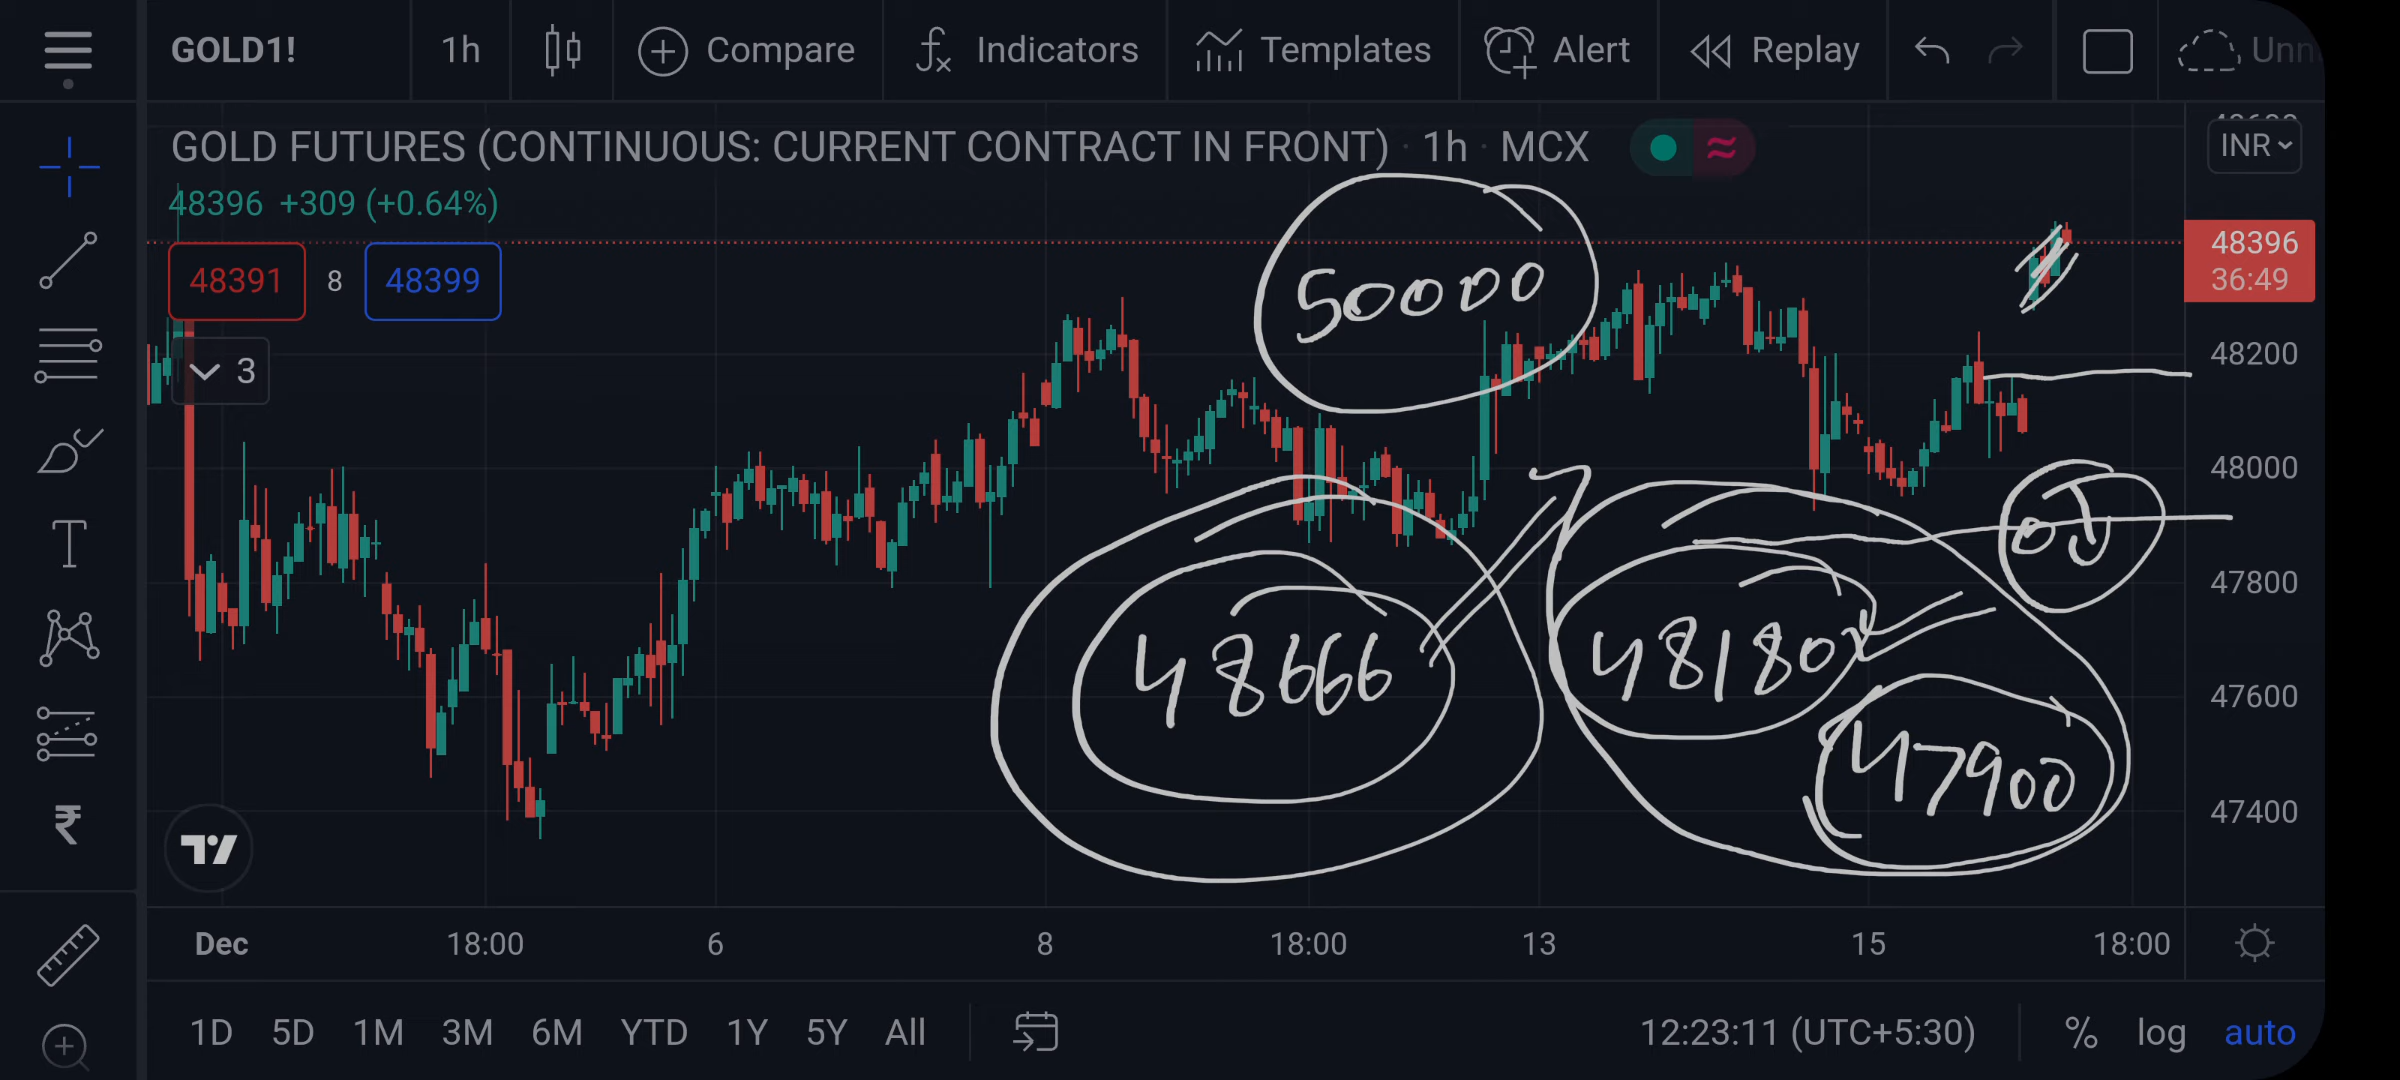 GOLD1! 1h Compare Indicators Templates Alert Replay
GOLD FUTURES (CONTINUOUS: CURRENT CONTRACT IN FRONT) · 1h · MCX
INR
48396 +309 (+0.64%)
48391 8 48399
48396
36:49
3
50000
48200
48000
47800
48666
48180
47600
47900
47400
Dec 18:00 6 8 18:00 13 15 18:00
1D 5D 1M 3M 6M YTD 1Y 5Y All 12:23:11 (UTC+5:30) % log auto